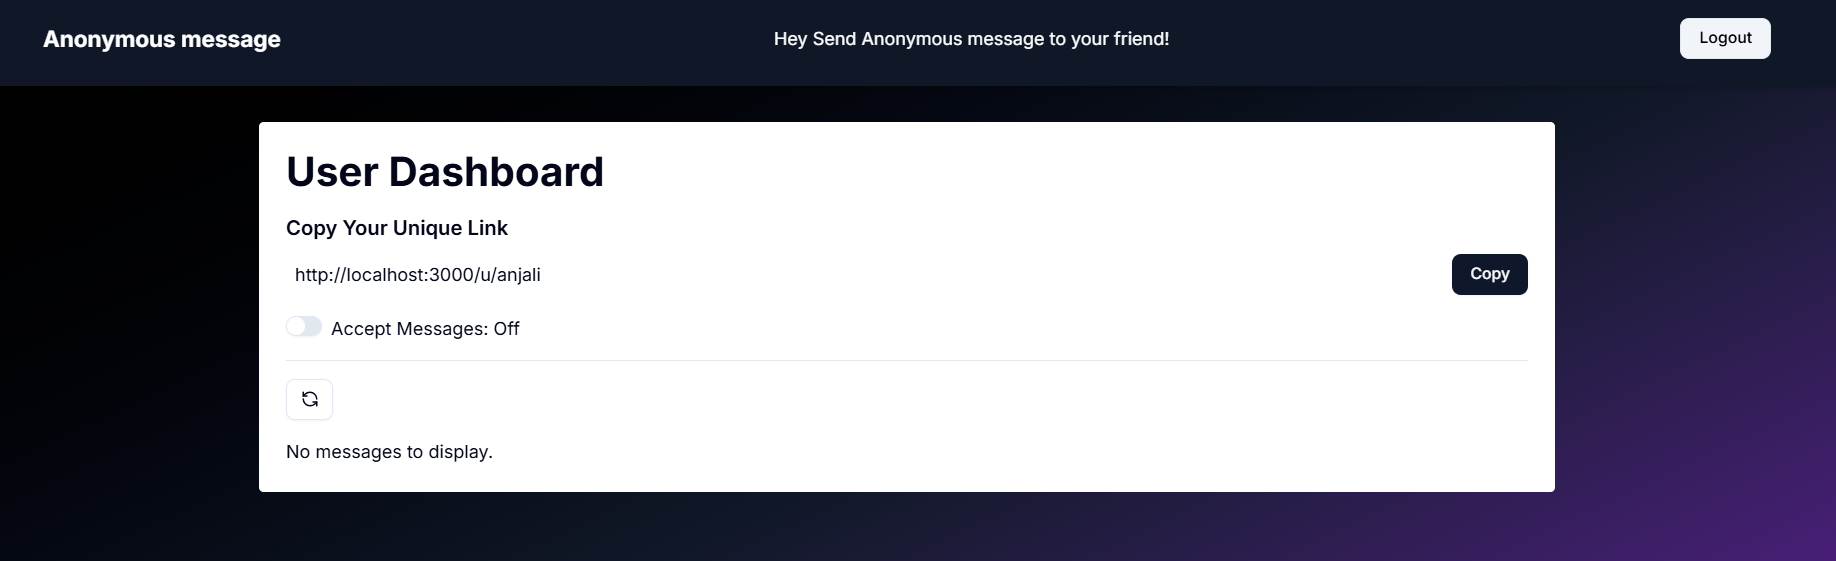 Anonymous message
Hey Send Anonymous message to your friend!
Logout
User Dashboard
Copy Your Unique Link
http://localhost:3000/u/anjali
Copy
Accept Messages: Off
No messages to display.